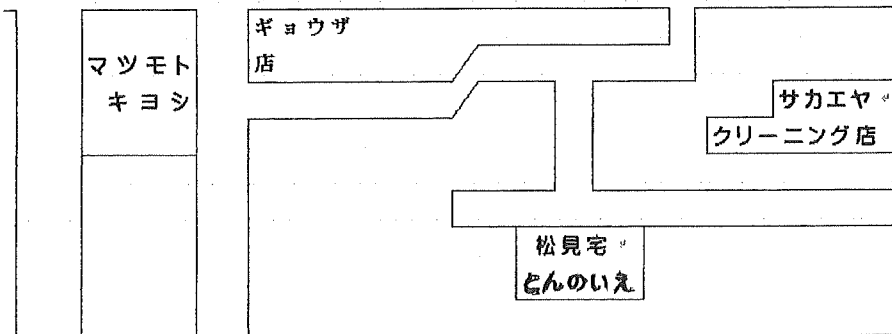 マツモト
キヨシ
ギョウザ
店
サカエヤ
クリーニング店
松見宅
とんのいえ